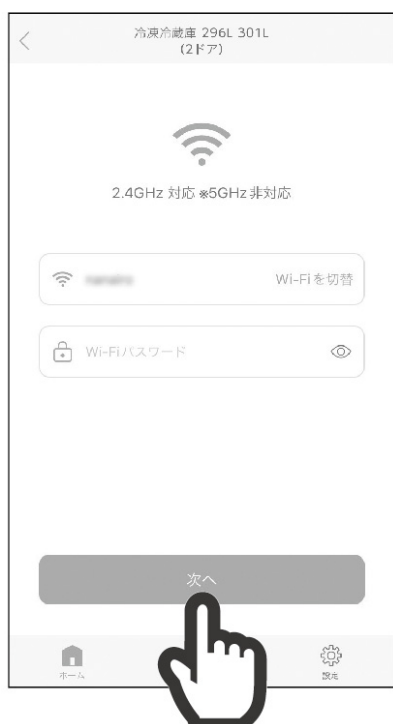 冷凍冷蔵庫 296L 301L
(2ドア)
2.4GHz 対応 ※5GHz 非対応
Wi-Fiを切替
Wi-Fiパスワード
次へ
ホーム
設定